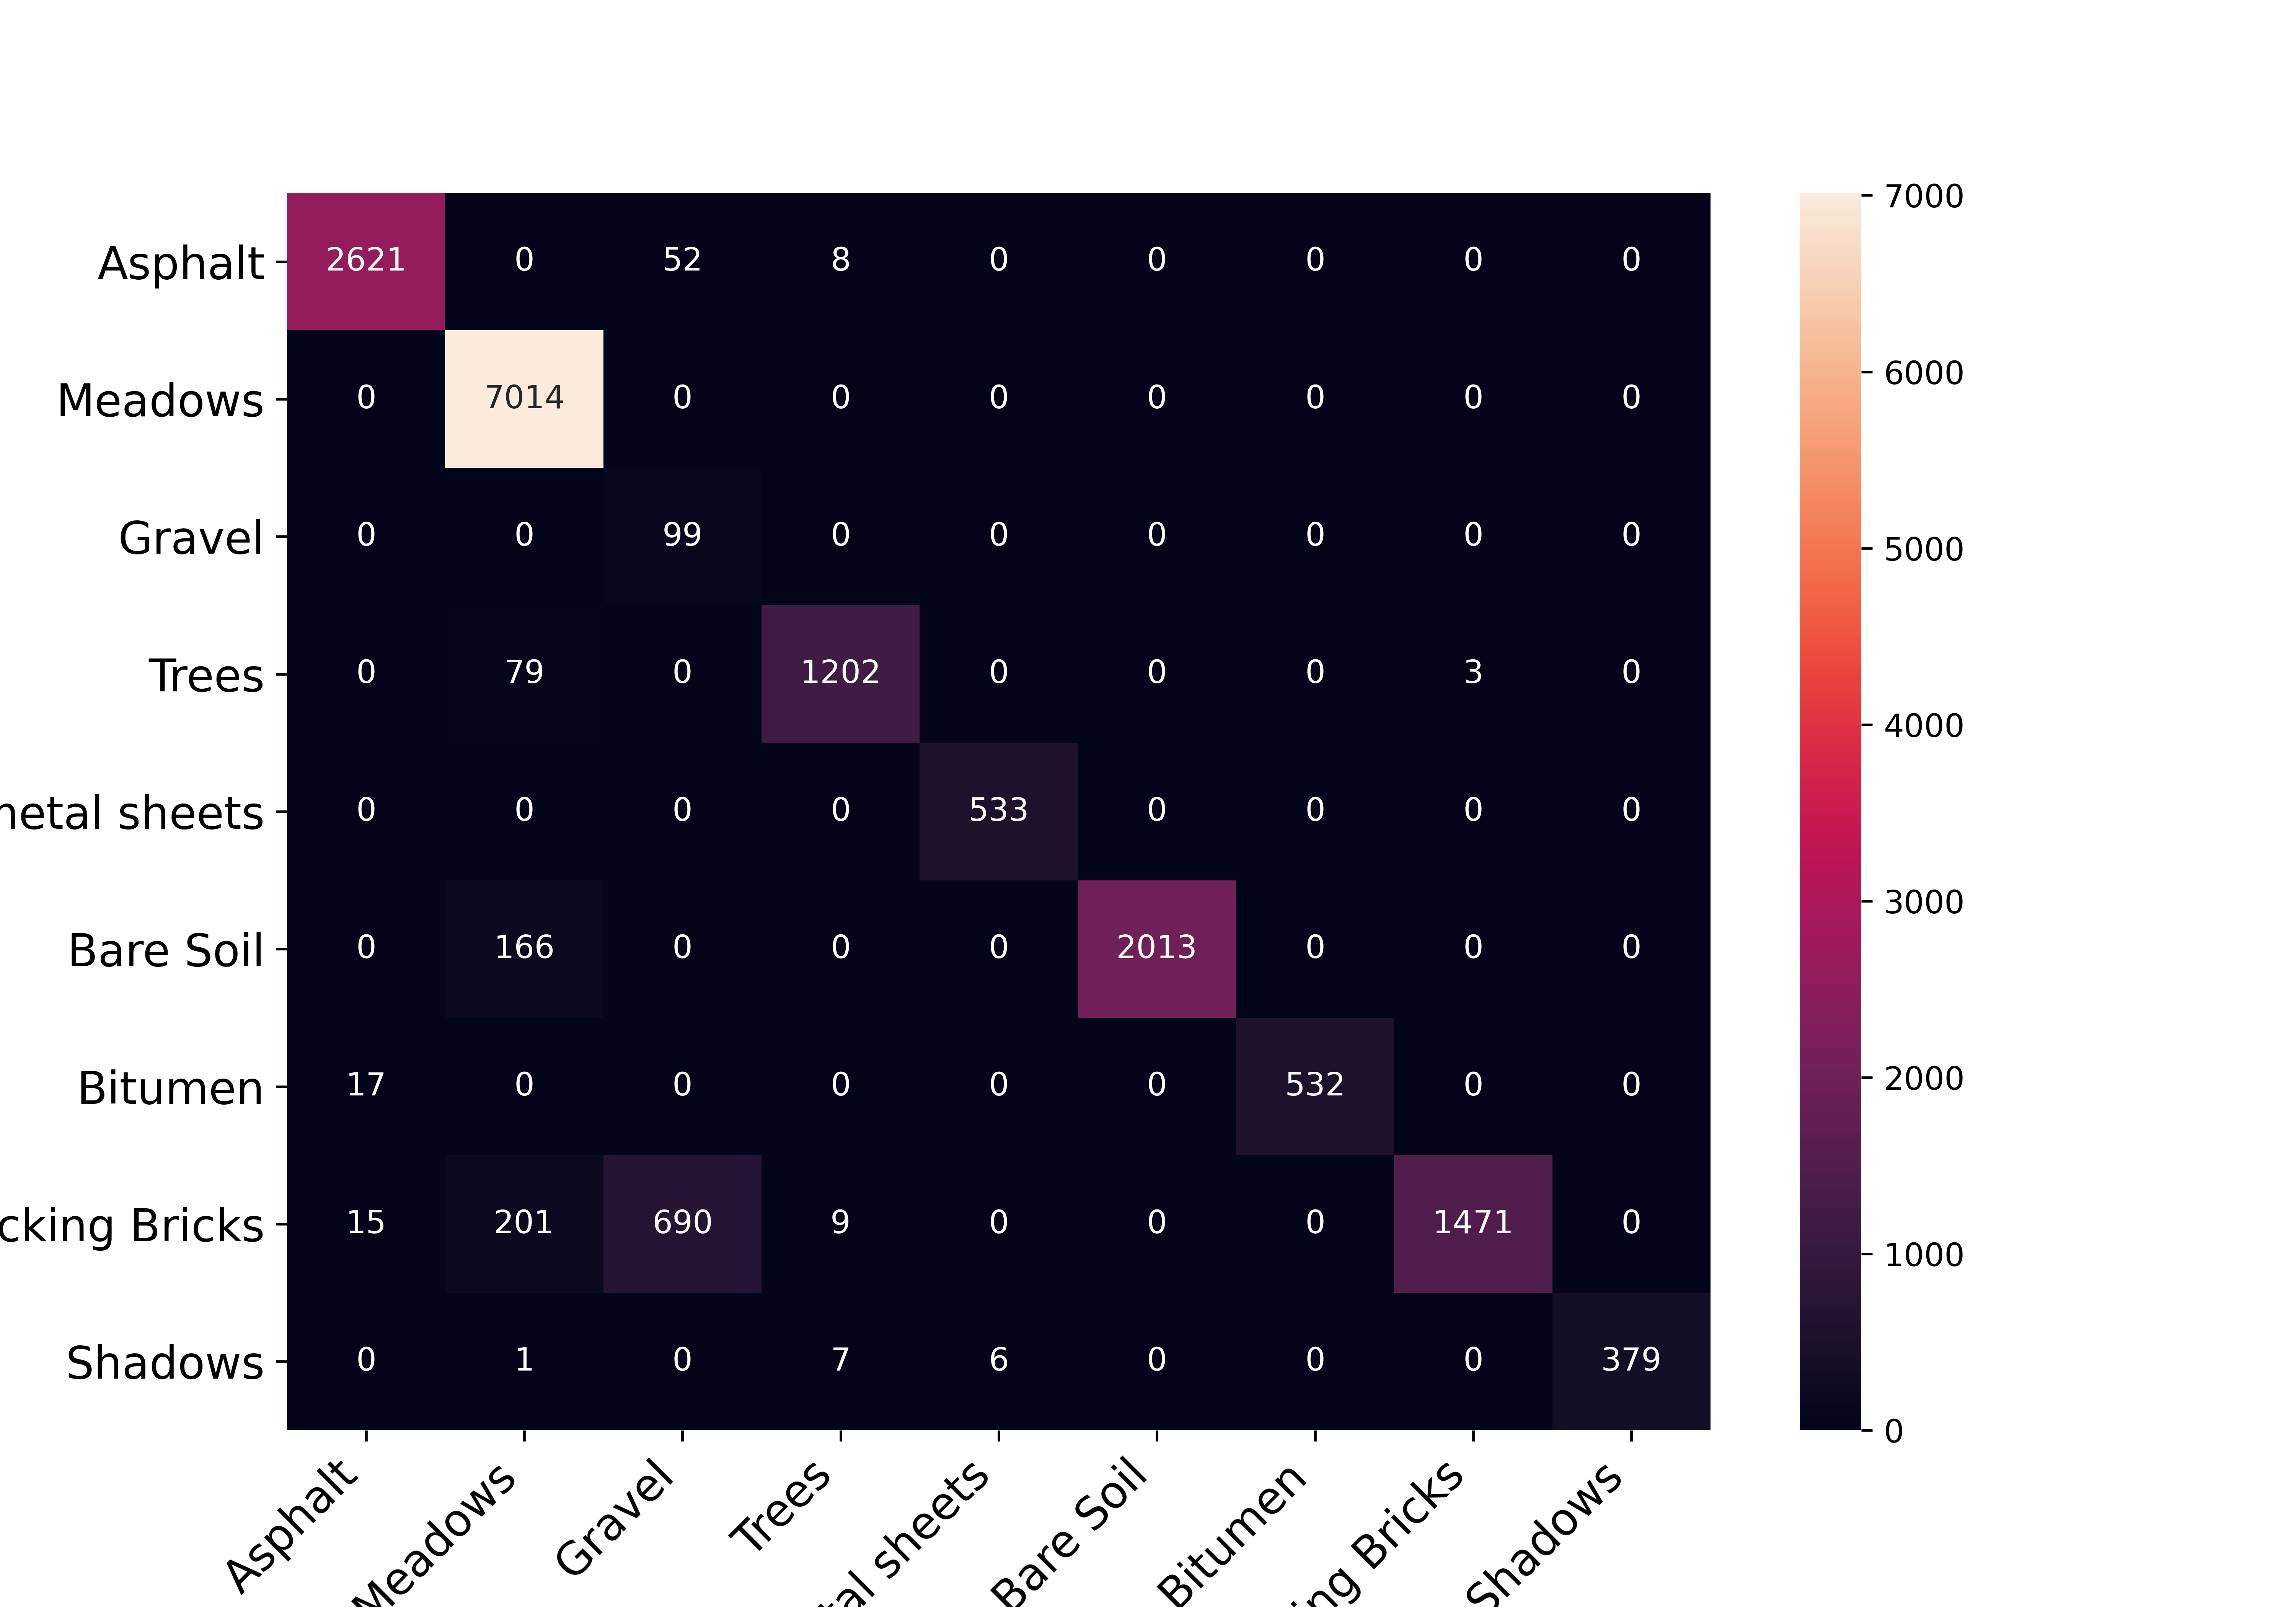 Asphalt 2621 0 52 8 0 0 0 0 0
Meadows 0 7014 0 0 0 0 0 0 0
Gravel 0 0 99 0 0 0 0 0 0
Trees 0 79 0 1202 0 0 0 3 0
sheets 0 0 0 0 533 0 0 0 0
Bare Soil 0 166 0 0 0 2013 0 0 0
Bitumen 17 0 0 0 0 0 532 0 0
Bricks 15 201 690 9 0 0 0 1471 0
Shadows 0 1 0 7 6 0 0 0 379
Asphalt
Meadows
Gravel
Trees
sheets
Bare Soil
Bitumen
Bricks
Shadows
7000
6000
5000
4000
3000
2000
1000
0